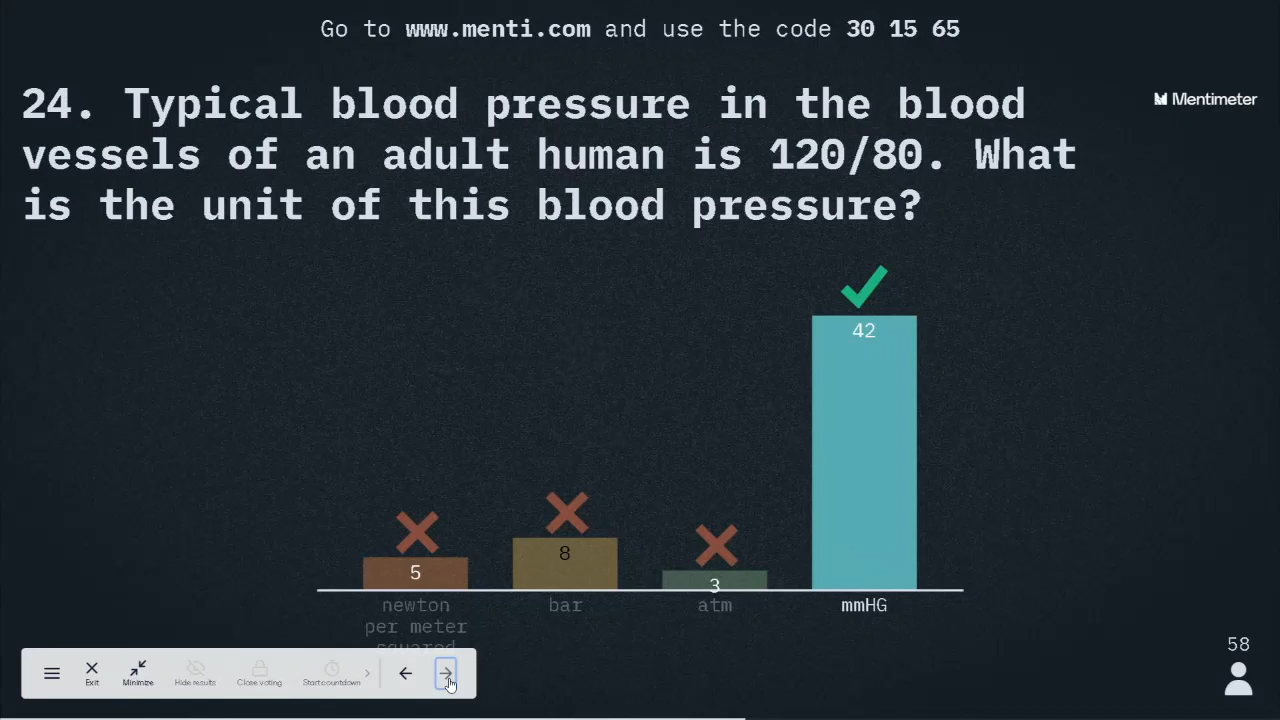 Go to www.menti.com and use the code 30 15 65
24. Typical blood pressure in the blood
vessels of an adult human is 120/80. What
is the unit of this blood pressure?
Mentimeter
42
5
8
3
newton
per meter
squared
bar
atm
mmHG
58
Exit
Minimize
Hide results
Close voting
Start countdown